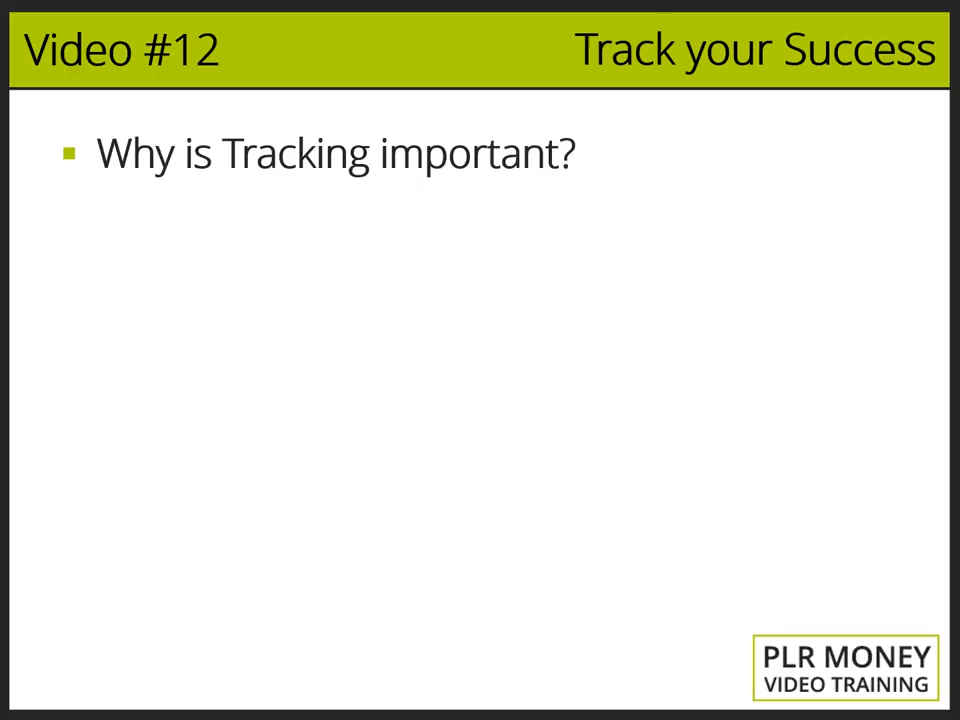 Video #12
Track your Success
Why is Tracking important?
PLR MONEY
VIDEO TRAINING